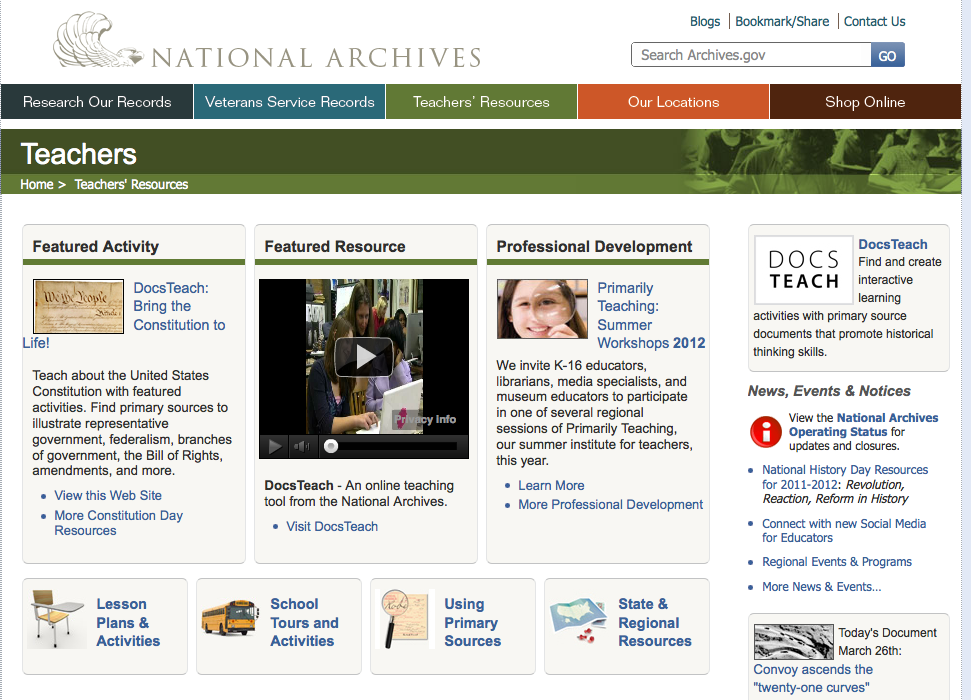 Blogs | Bookmark/Share | Contact Us
NATIONAL ARCHIVES
Search Archives.gov GO
Research Our Records Veterans Service Records Teachers' Resources Our Locations Shop Online
Teachers
Home > Teachers' Resources
Featured Activity
We the People
Article
DocsTeach:
Bring the
Constitution to
Life!
Teach about the United States
Constitution with featured
activities. Find primary sources to
illustrate representative
government, federalism, branches
of government, the Bill of Rights,
amendments, and more.
• View this Web Site
• More Constitution Day
Resources
Featured Resource
Privacy Info
DocsTeach - An online teaching
tool from the National Archives.
• Visit DocsTeach
Professional Development
Primarily
Teaching:
Summer
Workshops 2012
We invite K-16 educators,
librarians, media specialists, and
museum educators to participate
in one of several regional
sessions of Primarily Teaching,
our summer institute for teachers,
this year.
• Learn More
• More Professional Development
DOCS
TEACH
DocsTeach
Find and create
interactive
learning
activities with primary source
documents that promote historical
thinking skills.
News, Events & Notices
View the National Archives
Operating Status for
updates and closures.
• National History Day Resources
for 2011-2012: Revolution,
Reaction, Reform in History
• Connect with new Social Media
for Educators
• Regional Events & Programs
• More News & Events...
Lesson
Plans &
Activities
School
Tours and
Activities
Using
Primary
Sources
State &
Regional
Resources
Today's Document
March 26th:
Convoy ascends the
"twenty-one curves"